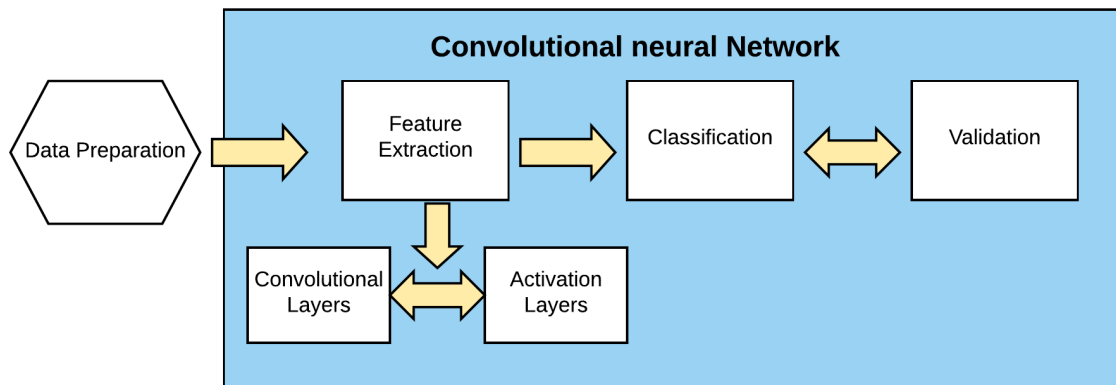 Convolutional neural Network
Data Preparation
Feature
Extraction
Classification
Validation
Convolutional
Layers
Activation
Layers